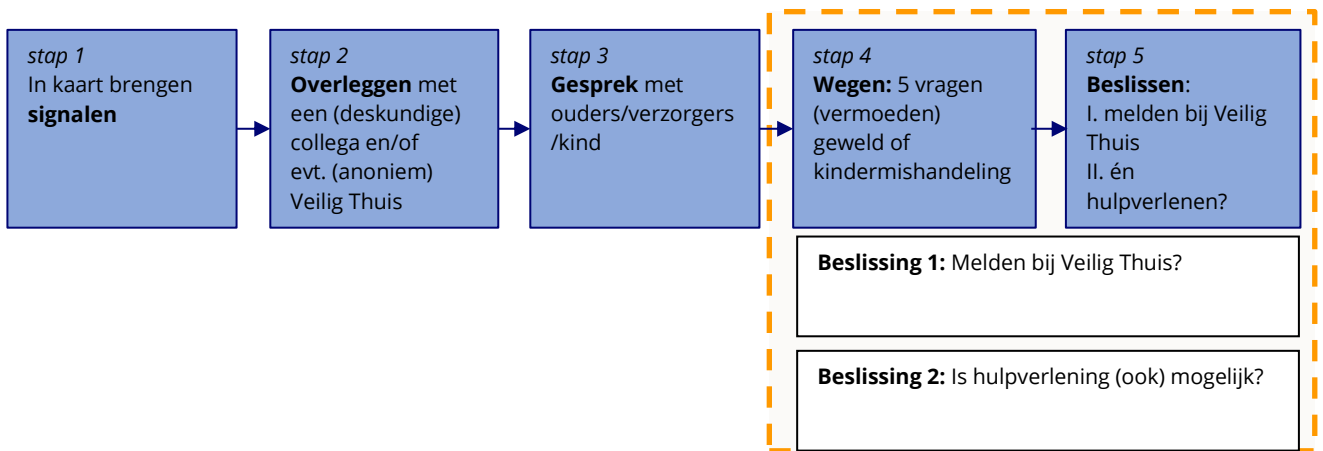 stap 1
In kaart brengen
signalen
stap 2
Overleggen met
een (deskundige)
collega en/of
evt. (anoniem)
Veilig Thuis
stap 3
Gesprek met
ouders/verzorgers
/kind
stap 4
Wegen: 5 vragen
(vermoeden)
geweld of
kindermishandeling
stap 5
Beslissen:
I. melden bij Veilig
Thuis
II. én
hulpverlenen?
Beslissing 1: Melden bij Veilig Thuis?
Beslissing 2: Is hulpverlening (ook) mogelijk?